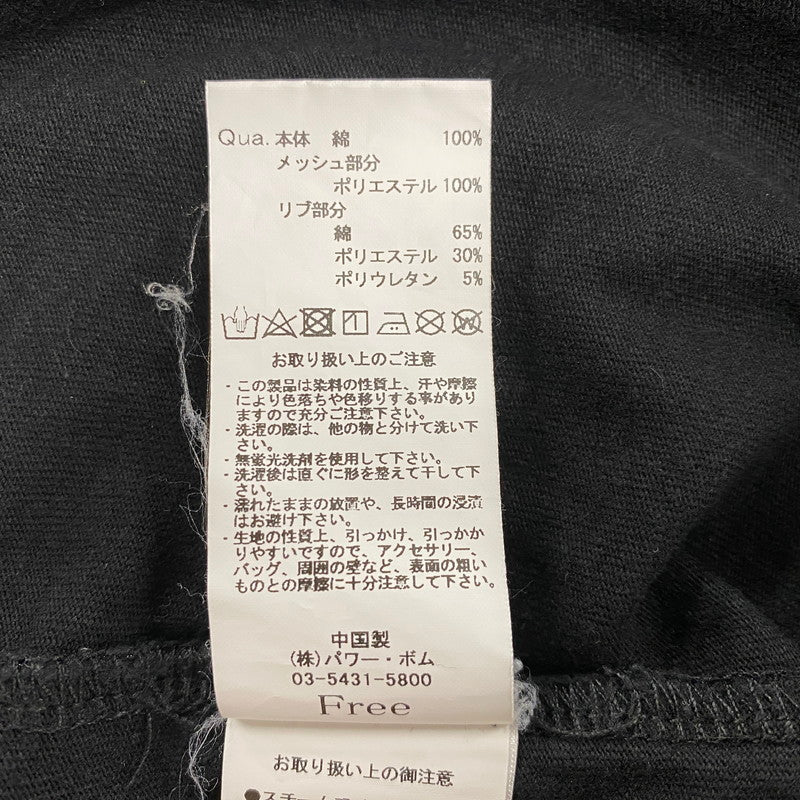 Qua. 本体 綿 100%
メッシュ部分
ポリエステル 100%
リブ部分
綿 65%
ポリエステル 30%
ポリウレタン 5%
お取り扱い上のご注意
・この製品は染料の性質上、汗や摩擦
により色落ちや色移りする事があり
ますので充分ご注意下さい。
・洗濯の際は、他の物と分けて洗い下
さい。
・無蛍光洗剤を使用して下さい。
・洗濯後は直ぐに形を整えて干して下
さい。
・濡れたままの放置や、長時間の浸漬
はお避け下さい。
・生地の性質上、引っかけ、引っかか
りやすいですので、アクセサリー、
バッグ、周囲の壁など、表面の粗い
ものとの摩擦に十分注意して下さい。
中国製
(株)パワー・ボム
03-5431-5800
Free
お取り扱い上の御注意